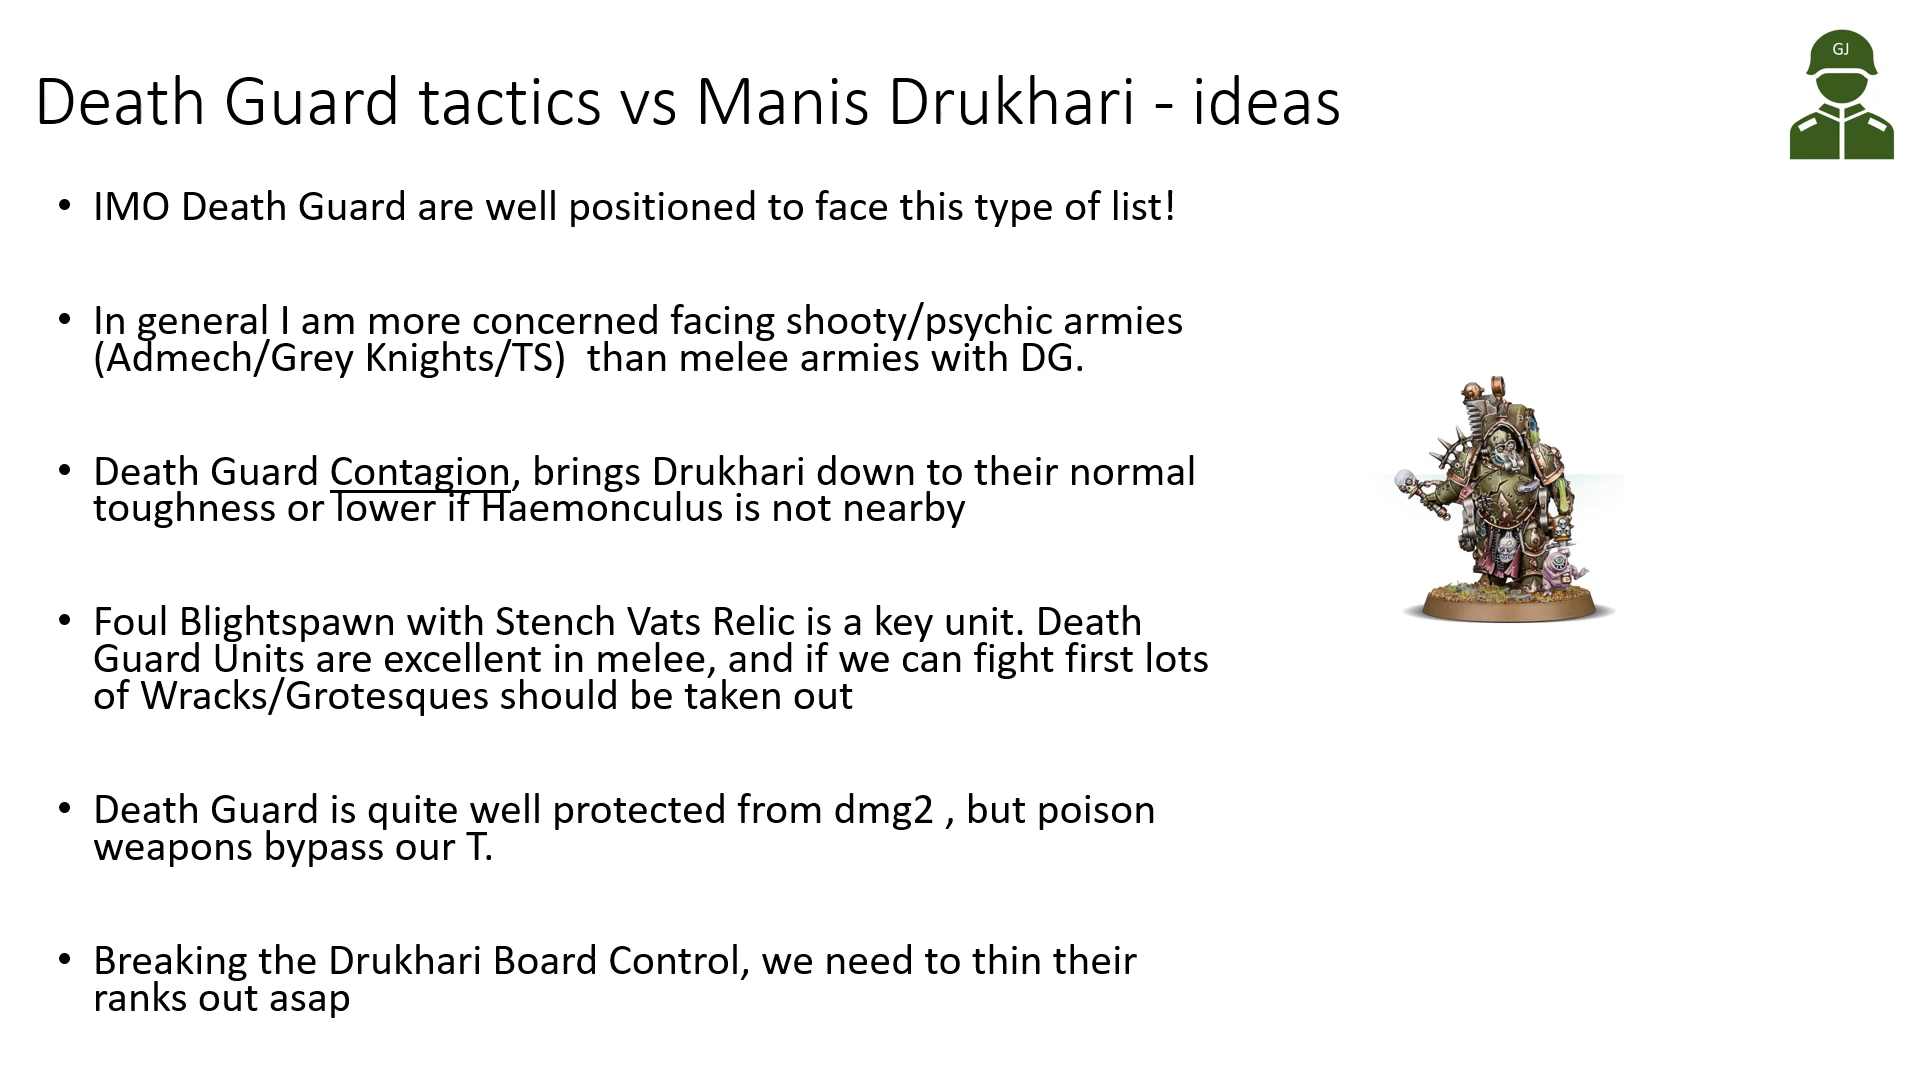 GJ
Death Guard tactics vs Manis Drukhari - ideas
• IMO Death Guard are well positioned to face this type of list!
• In general I am more concerned facing shooty/psychic armies
(Admech/Grey Knights/TS)  than melee armies with DG.
• Death Guard Contagion, brings Drukhari down to their normal
toughness or lower if Haemonculus is not nearby
• Foul Blightspawn with Stench Vats Relic is a key unit. Death
Guard Units are excellent in melee, and if we can fight first lots
of Wracks/Grotesques should be taken out
• Death Guard is quite well protected from dmg2 , but poison
weapons bypass our T.
• Breaking the Drukhari Board Control, we need to thin their
ranks out asap